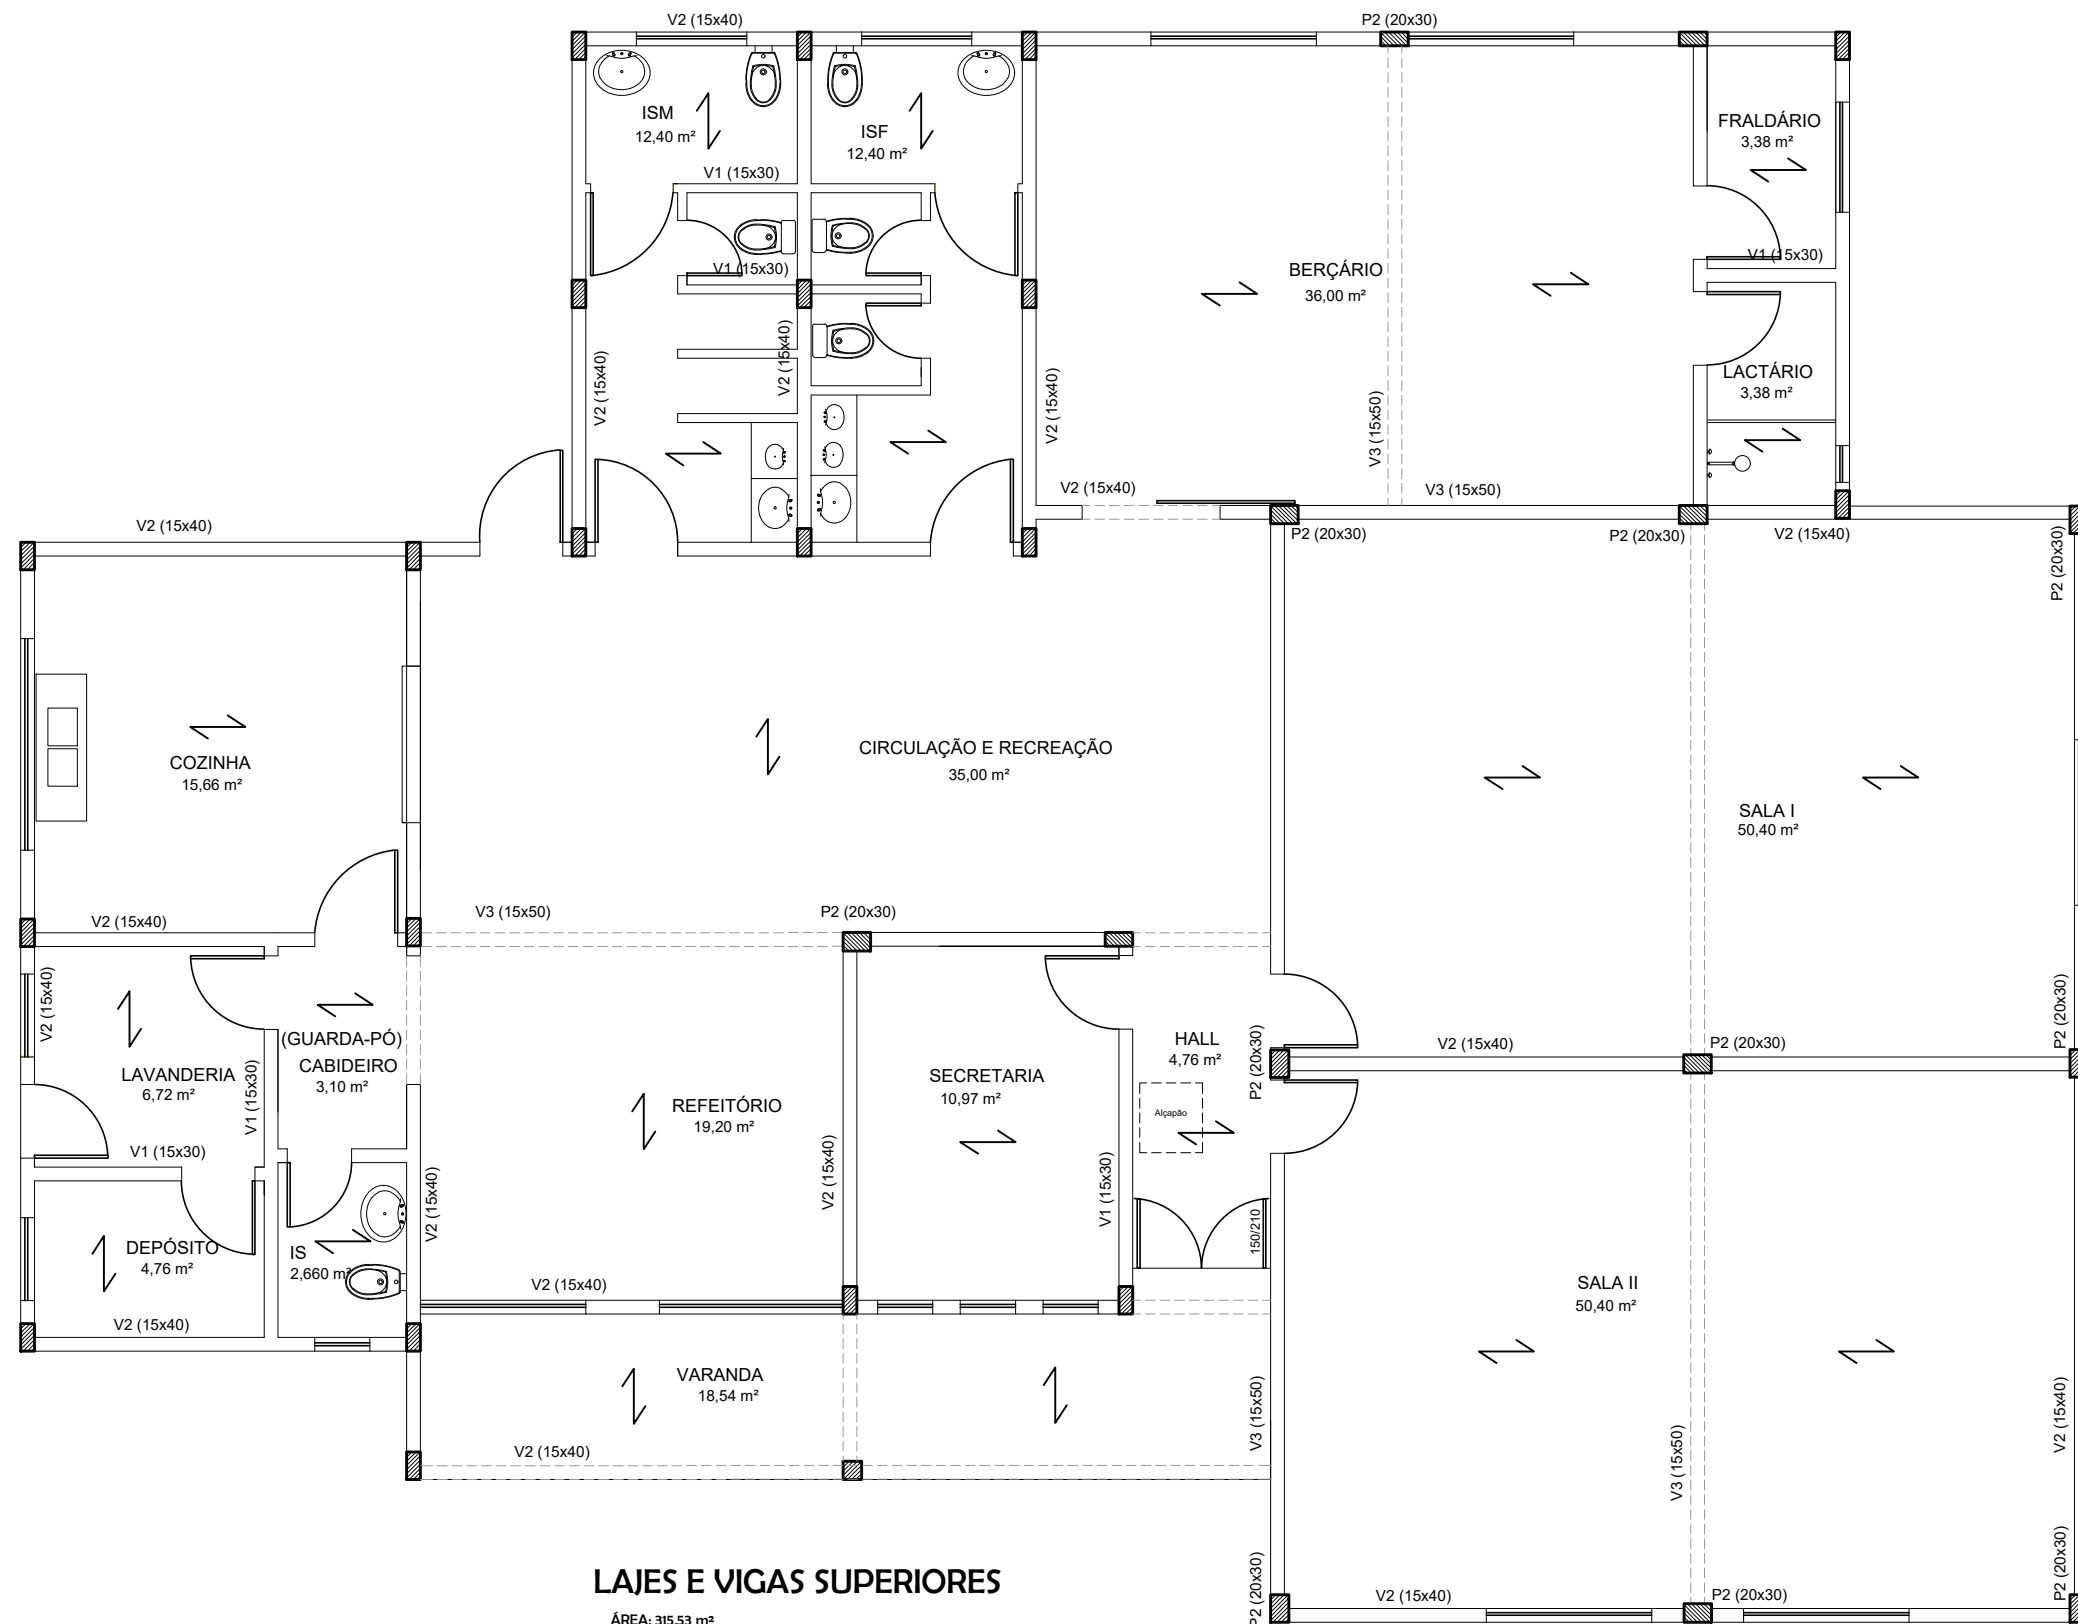 V2 (15x40)
P2 (20x30)
ISM
12,40 m²
ISF
12,40 m²
FRALDÁRIO
3,38 m²
V1 (15x30)
V1 (15x30)
V1 (15x30)
BERÇÁRIO
36,00 m²
LACTÁRIO
3,38 m²
V2 (15x40)
V2 (15x40)
V2 (15x40)
V3 (15x50)
V2 (15x40)
V3 (15x50)
V2 (15x40)
P2 (20x30)
P2 (20x30)
V2 (15x40)
P2 (20x30)
COZINHA
15,66 m²
CIRCULAÇÃO E RECREAÇÃO
35,00 m²
SALA I
50,40 m²
V2 (15x40)
V3 (15x50)
P2 (20x30)
V2 (15x40)
(GUARDA-PÓ)
CABIDEIRO
3,10 m²
LAVANDERIA
6,72 m²
V1 (15x30)
V1 (15x30)
REFEITÓRIO
19,20 m²
SECRETARIA
10,97 m²
HALL
4,76 m²
Alçapão
P2 (20x30)
V2 (15x40)
P2 (20x30)
P2 (20x30)
V2 (15x40)
V2 (15x40)
V1 (15x30)
150/210
DEPÓSITO
4,76 m²
IS
2,660 m²
V2 (15x40)
V2 (15x40)
SALA II
50,40 m²
VARANDA
18,54 m²
V2 (15x40)
V3 (15x50)
V3 (15x50)
V2 (15x40)
P2 (20x30)
V2 (15x40)
P2 (20x30)
P2 (20x30)
LAJES E VIGAS SUPERIORES
ÁREA: 315,53 m²